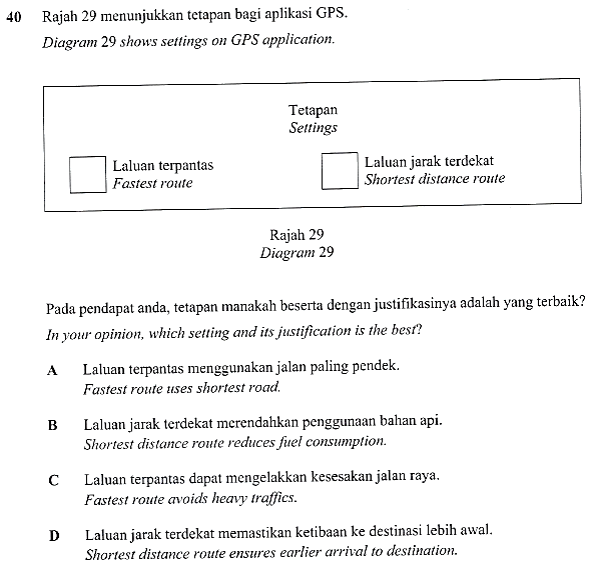 40 Rajah 29 menunjukkan tetapan bagi aplikasi GPS.
Diagram 29 shows settings on GPS application.
Tetapan
Settings
Laluan terpantas
Fastest route
Laluan jarak terdekat
Shortest distance route
Rajah 29
Diagram 29
Pada pendapat anda, tetapan manakah beserta dengan justifikasinya adalah yang terbaik?
In your opinion, which setting and its justification is the best?
A Laluan terpantas menggunakan jalan paling pendek.
Fastest route uses shortest road.
B Laluan jarak terdekat merendahkan penggunaan bahan api.
Shortest distance route reduces fuel consumption.
C Laluan terpantas dapat mengelakkan kesesakan jalan raya.
Fastest route avoids heavy traffics.
D Laluan jarak terdekat memastikan ketibaan ke destinasi lebih awal.
Shortest distance route ensures earlier arrival to destination.